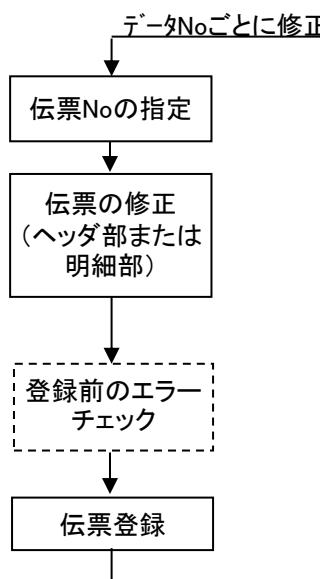 データNoごとに修正
伝票Noの指定
伝票の修正
（ヘッダ部または
明細部）
登録前のエラー
チェック
伝票登録